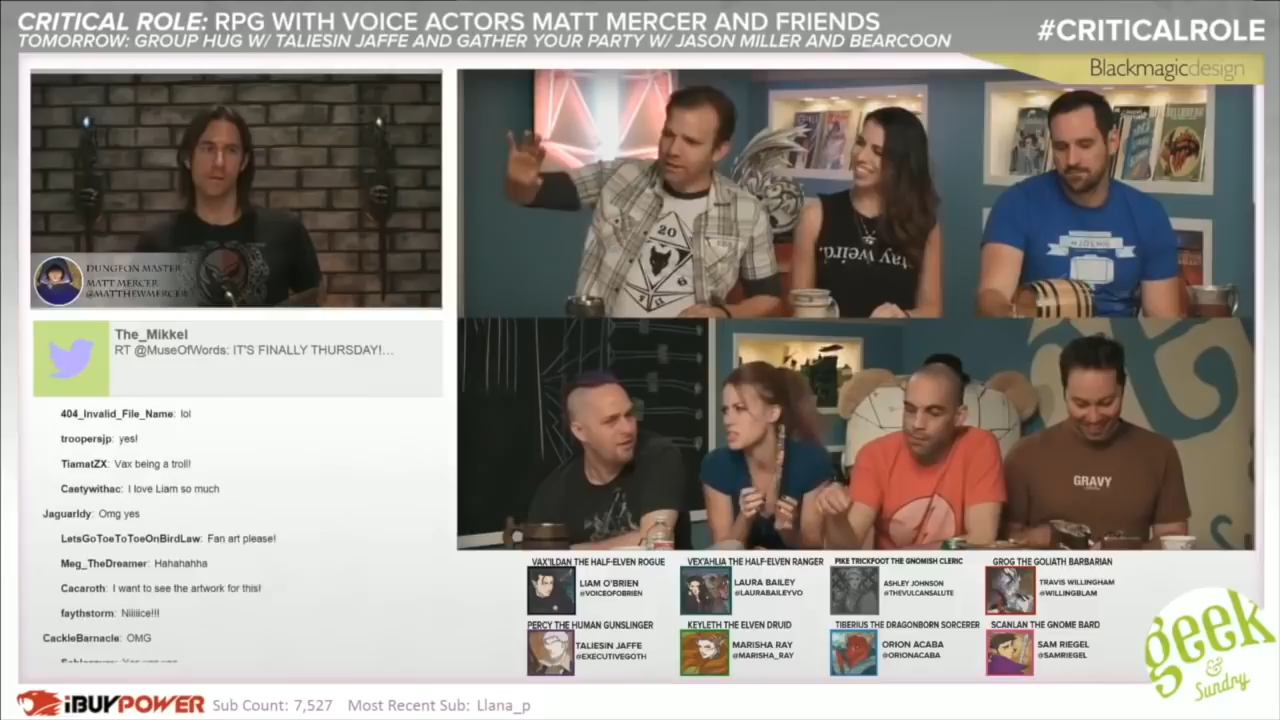 CRITICAL ROLE: RPG WITH VOICE ACTORS MATT MERCER AND FRIENDS
TOMORROW: GROUP HUG W/ TALIESIN JAFFE AND GATHER YOUR PARTY W/ JASON MILLER AND BEARCOON
#CRITICALROLE
Blackmagicdesign
DUNGEON MASTER
MATT MERCER
@MATTHEWMERCER
20
stay weird.
GRAVY
The_Mikkel
RT @MuseOfWords: IT'S FINALLY THURSDAY!...
404_Invalid_File_Name: lol
troopersjp: yes!
TiamatZX: Vax being a troll!
Caetywithac: I love Liam so much
Jaguarldy: Omg yes
LetsGoToeToToeOnBirdLaw: Fan art please!
Meg_TheDreamer: Hahahahha
Cacaroth: I want to see the artwork for this!
faythstorm: Niiiiice!!!
CackleBarnacle: OMG
VAX'ILDAN THE HALF-ELVEN ROGUE
LIAM O'BRIEN
@VOICEOFOBRIEN
VEX'AHLIA THE HALF-ELVEN RANGER
LAURA BAILEY
@LAURABAILEYVO
PIKE TRICKFOOT THE GNOMISH CLERIC
ASHLEY JOHNSON
@THEVULCANSALUTE
GROG THE GOLIATH BARBARIAN
TRAVIS WILLINGHAM
@WILLINGBLAM
PERCY THE HUMAN GUNSLINGER
TALIESIN JAFFE
@EXECUTIVEGOTH
KEYLETH THE ELVEN DRUID
MARISHA RAY
@MARISHA_RAY
TIBERIUS THE DRAGONBORN SORCERER
ORION ACABA
@ORIONACABA
SCANLAN THE GNOME BARD
SAM RIEGEL
@SAMRIEGEL
geek
&
Sundry
iBUYPOWER
Sub Count: 7,527 Most Recent Sub: Llana_p